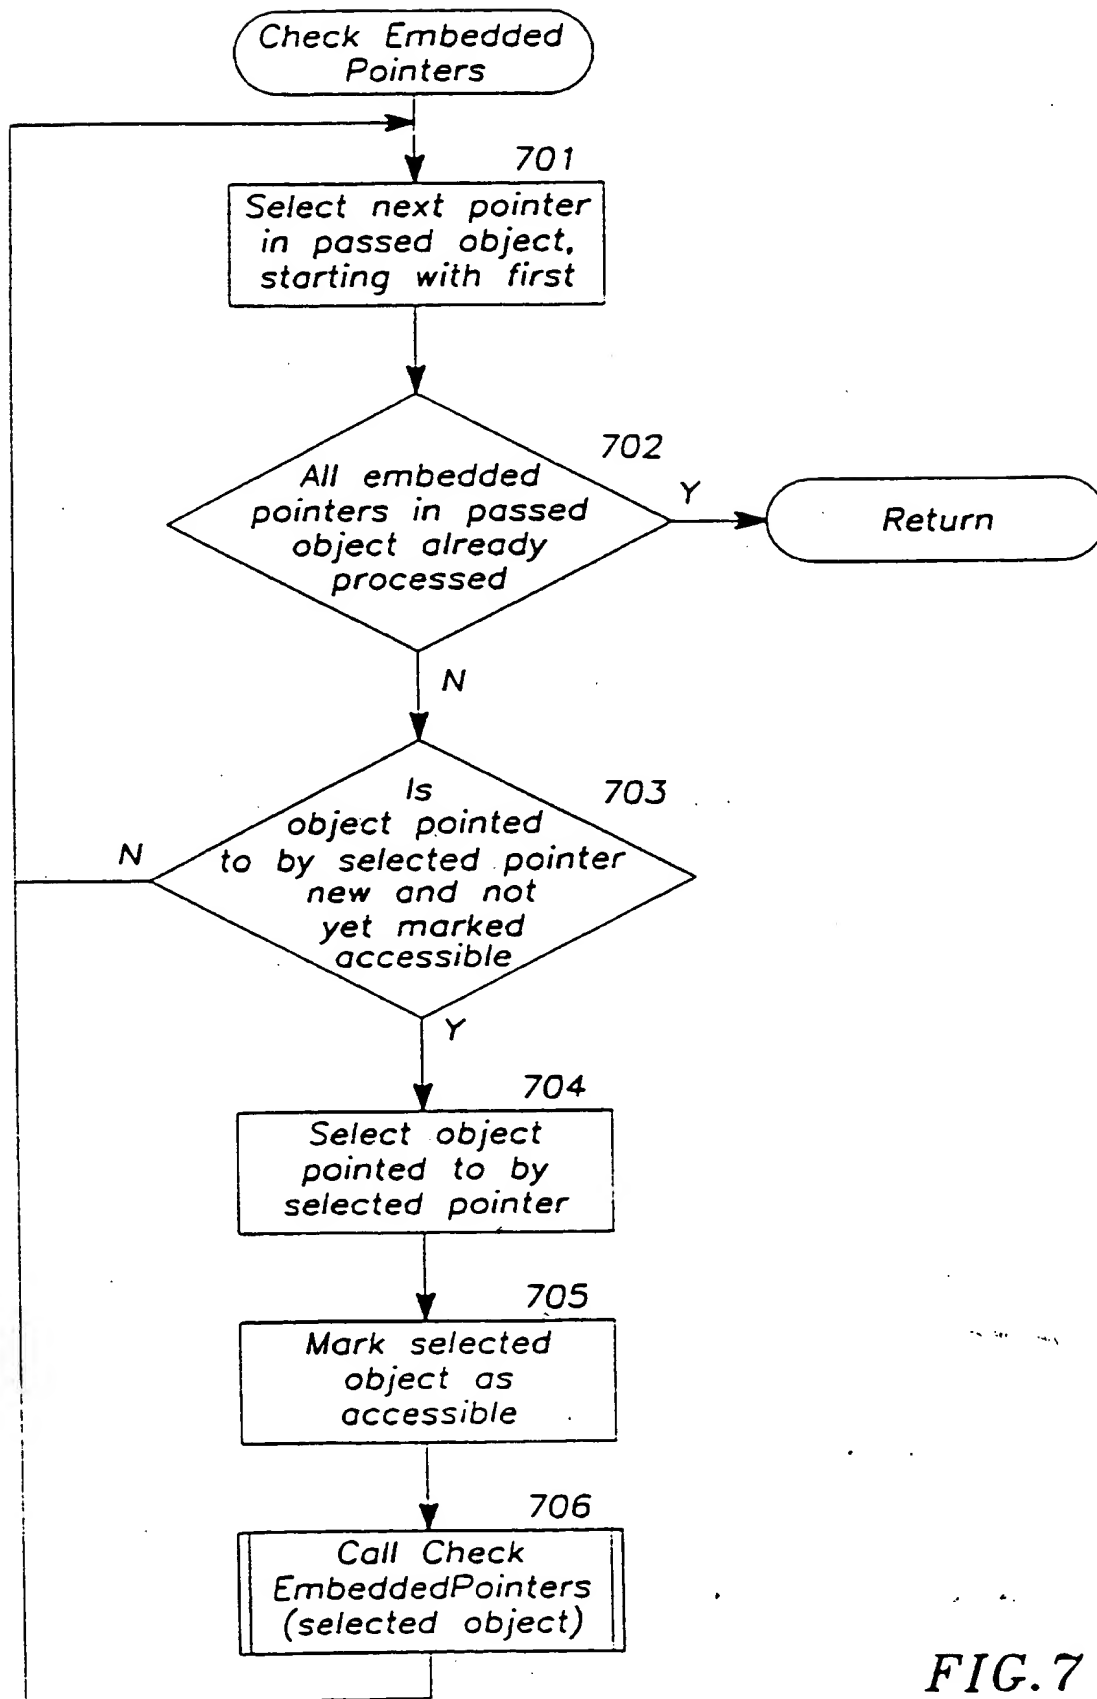 Check Embedded
Pointers
701
Select next pointer
in passed object,
starting with first
702
All embedded
pointers in passed
object already
processed
Y
Return
N
703
Is
object pointed
to by selected pointer
new and not
yet marked
accessible
N
Y
704
Select object
pointed to by
selected pointer
705
Mark selected
object as
accessible
706
Call Check
EmbeddedPointers
(selected object)
FIG. 7